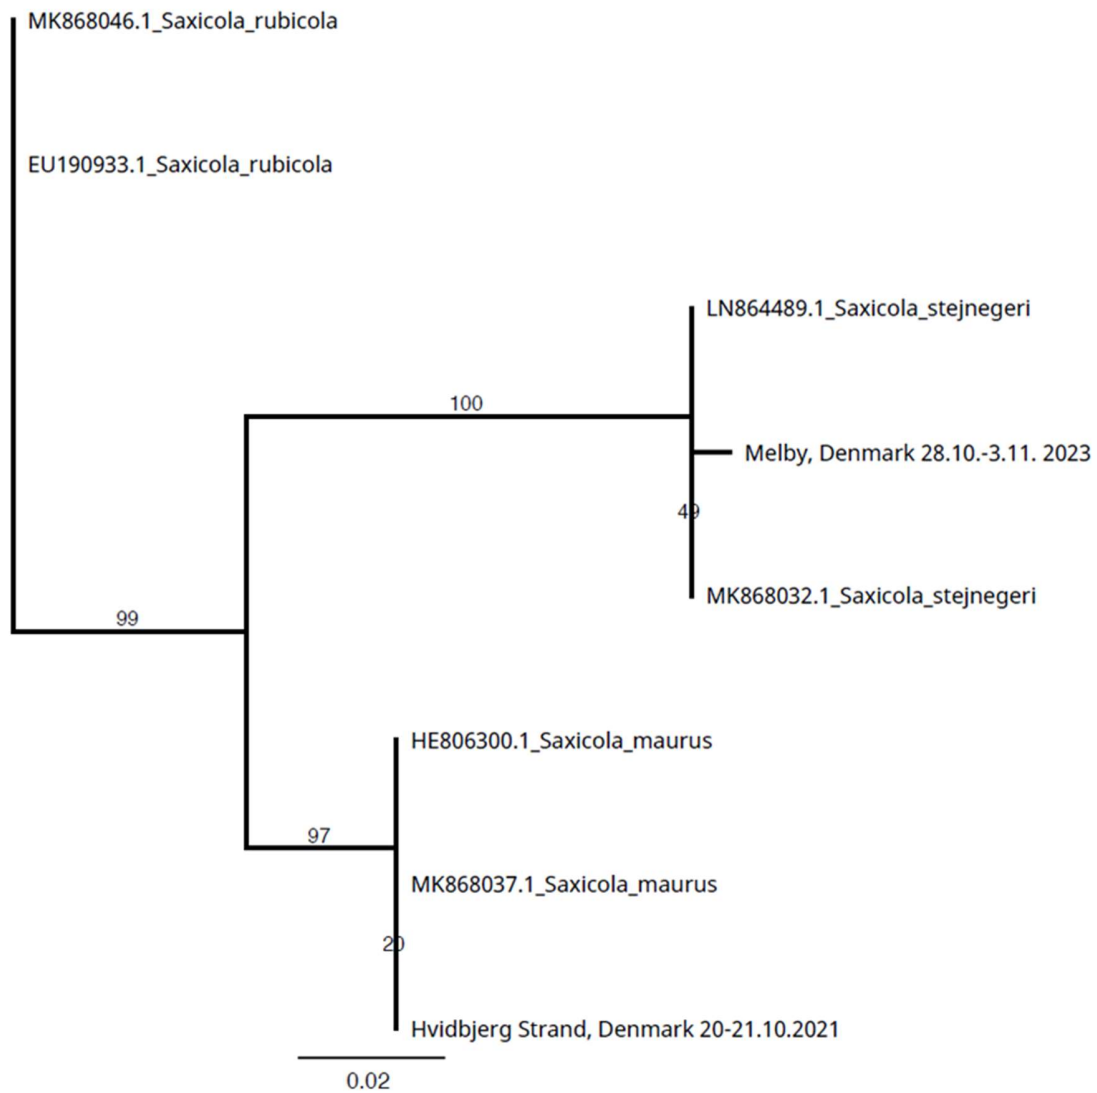 MK868046.1_Saxicola_rubicola
EU190933.1_Saxicola_rubicola
LN864489.1_Saxicola_stejnegeri
100
Melby, Denmark 28.10.-3.11. 2023
49
MK868032.1_Saxicola_stejnegeri
99
HE806300.1_Saxicola_maurus
97
MK868037.1_Saxicola_maurus
20
Hvidbjerg Strand, Denmark 20-21.10.2021
0.02